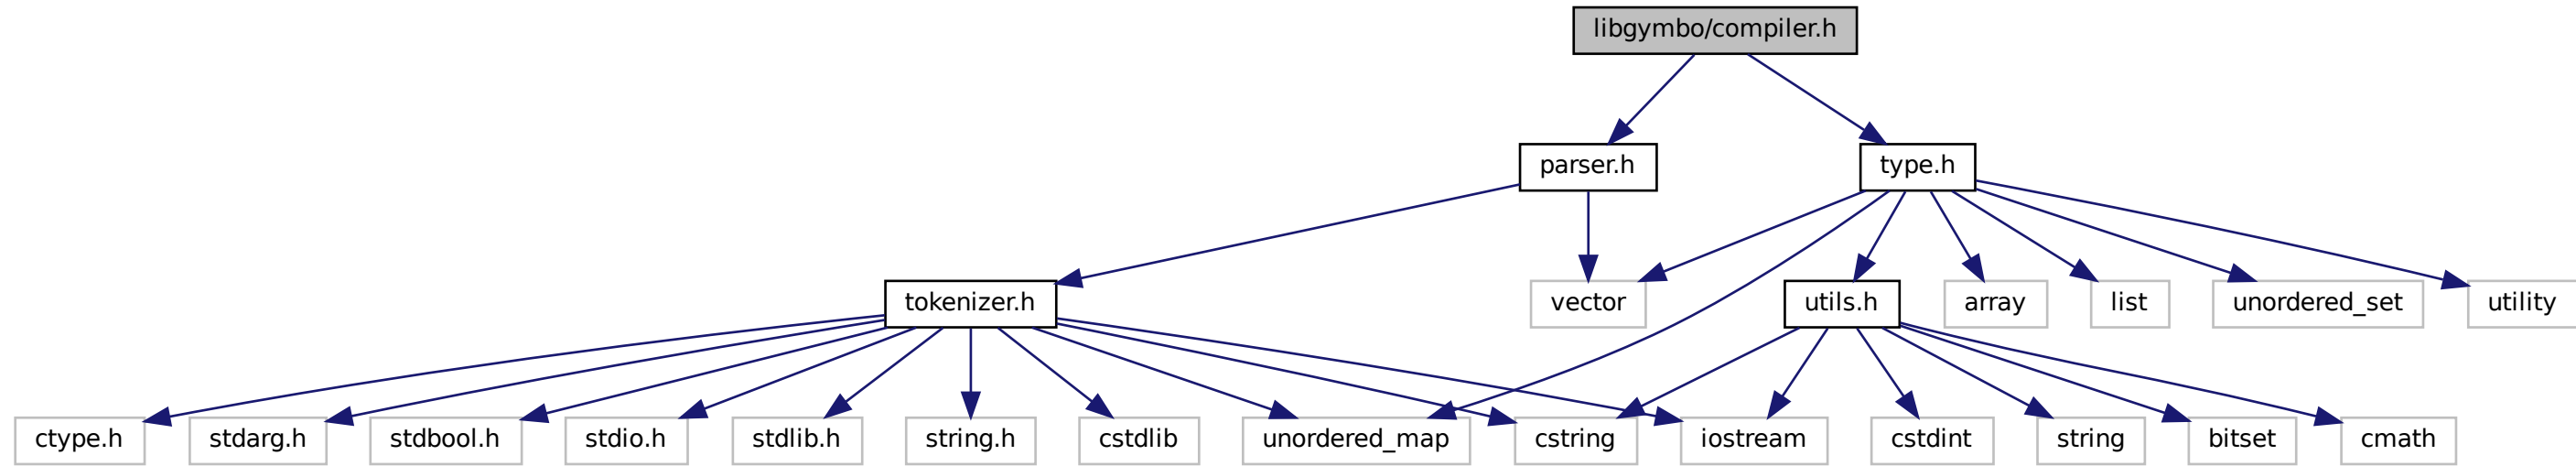 libgymbo/compiler.h
parser.h
type.h
tokenizer.h
vector
utils.h
array
list
unordered_set
utility
ctype.h
stdarg.h
stdbool.h
stdio.h
stdlib.h
string.h
cstdlib
unordered_map
cstring
iostream
cstdint
string
bitset
cmath